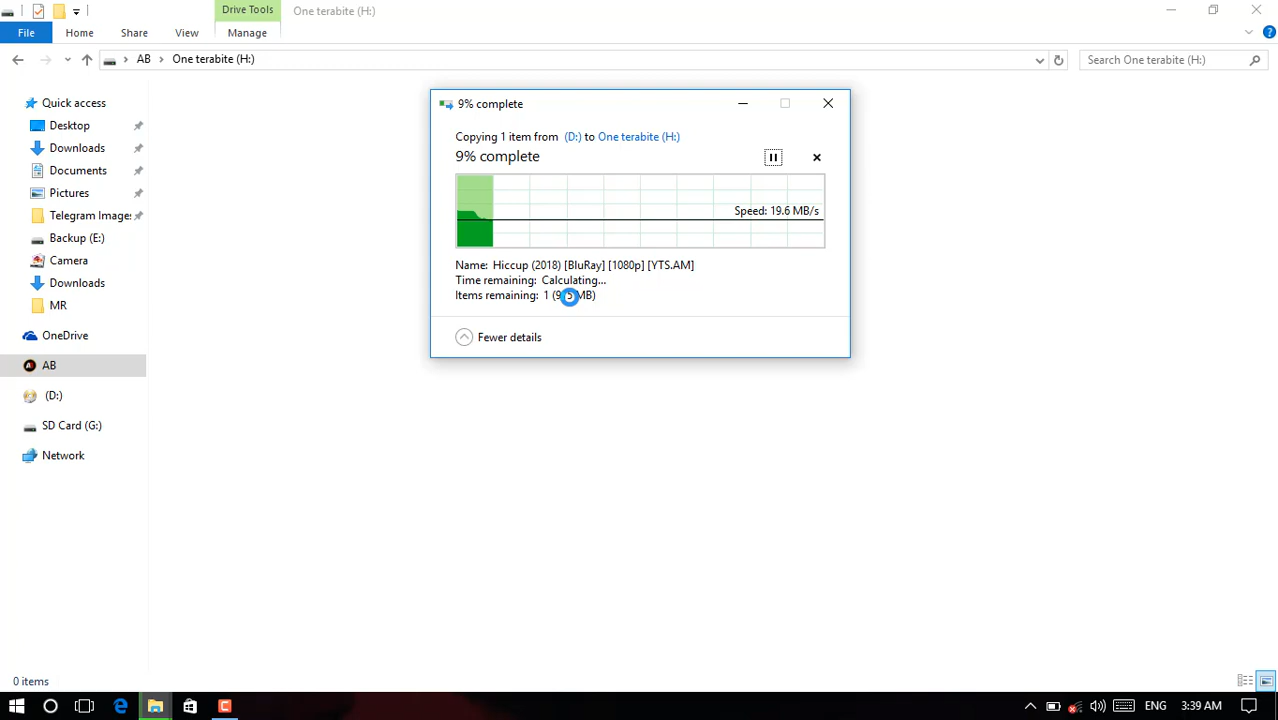 Drive Tools
One terabite (H:)
File
Home
Share
View
Manage
AB
One terabite (H:)
Search One terabite (H:)
Quick access
Desktop
Downloads
Documents
Pictures
Telegram Images
Backup (E:)
Camera
Downloads
MR
OneDrive
AB
(D:)
SD Card (G:)
Network
9% complete
Copying 1 item from (D:) to One terabite (H:)
9% complete
Speed: 19.6 MB/s
Name: Hiccup (2018) [BluRay] [1080p] [YTS.AM]
Time remaining: Calculating...
Items remaining: 1 MB)
Fewer details
0 items
ENG
3:39 AM